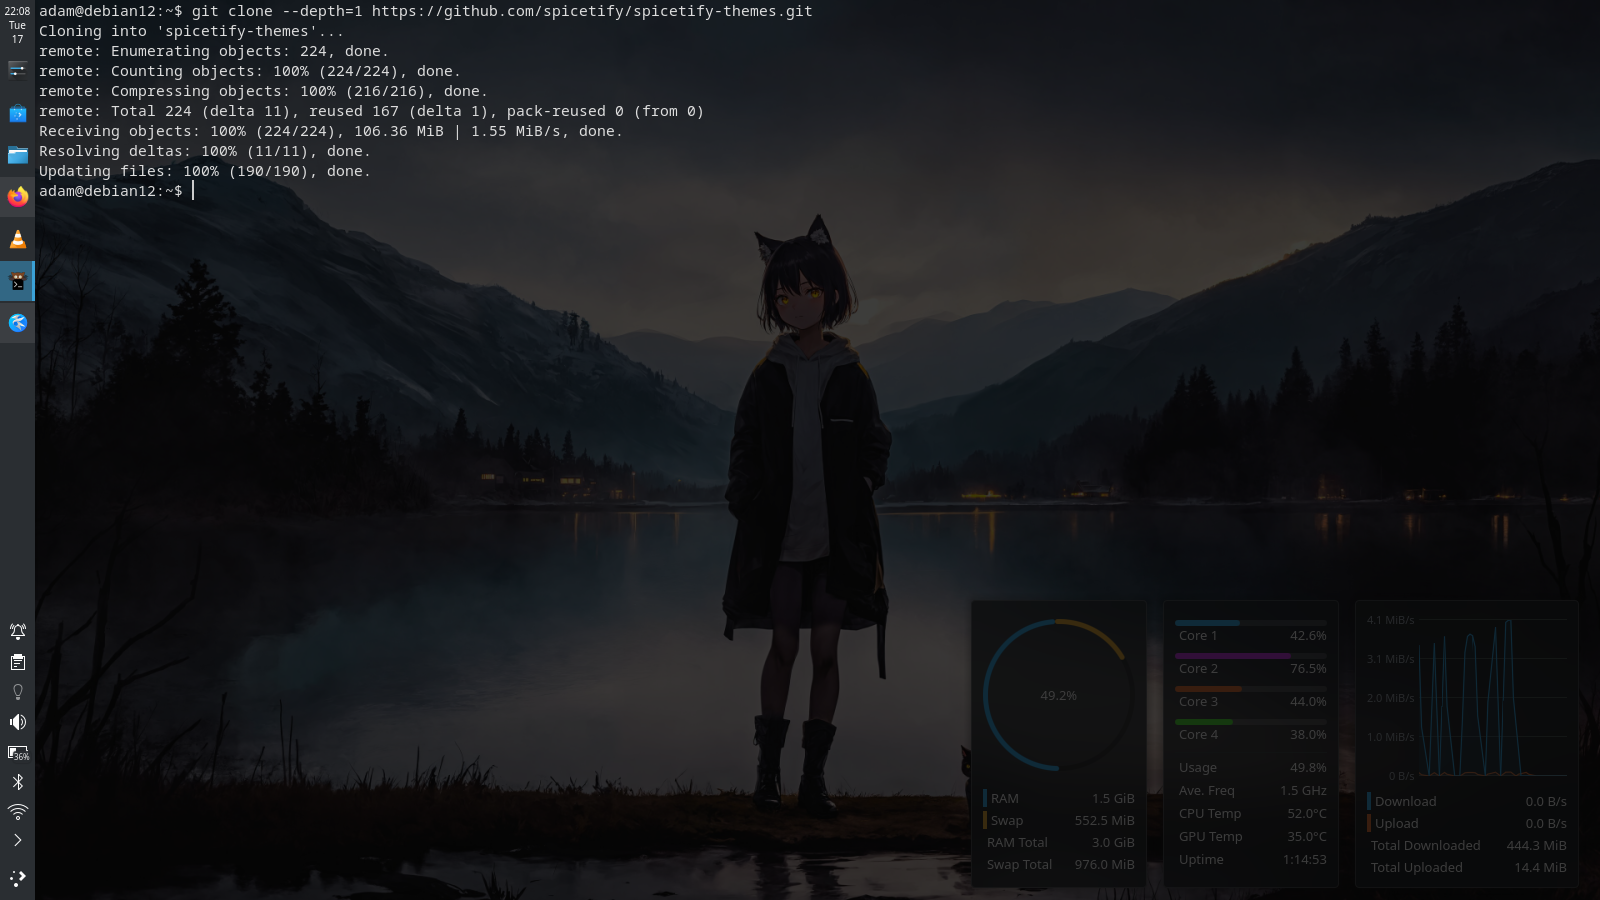 22:08
Tue
17
adam@debian12:~$ git clone --depth=1 https://github.com/spicetify/spicetify-themes.git
Cloning into 'spicetify-themes'...
remote: Enumerating objects: 224, done.
remote: Counting objects: 100% (224/224), done.
remote: Compressing objects: 100% (216/216), done.
remote: Total 224 (delta 11), reused 167 (delta 1), pack-reused 0 (from 0)
Receiving objects: 100% (224/224), 106.36 MiB | 1.55 MiB/s, done.
Resolving deltas: 100% (11/11), done.
Updating files: 100% (190/190), done.
adam@debian12:~$
36%
49.2%
RAM 1.5 GiB
Swap 552.5 MiB
RAM Total 3.0 GiB
Swap Total 976.0 MiB
Core 1 42.6%
Core 2 76.5%
Core 3 44.0%
Core 4 38.0%
Usage 49.8%
Ave. Freq 1.5 GHz
CPU Temp 52.0°C
GPU Temp 35.0°C
Uptime 1:14:53
4.1 MiB/s
3.1 MiB/s
2.0 MiB/s
1.0 MiB/s
0 B/s
Download 0.0 B/s
Upload 0.0 B/s
Total Downloaded 444.3 MiB
Total Uploaded 14.4 MiB